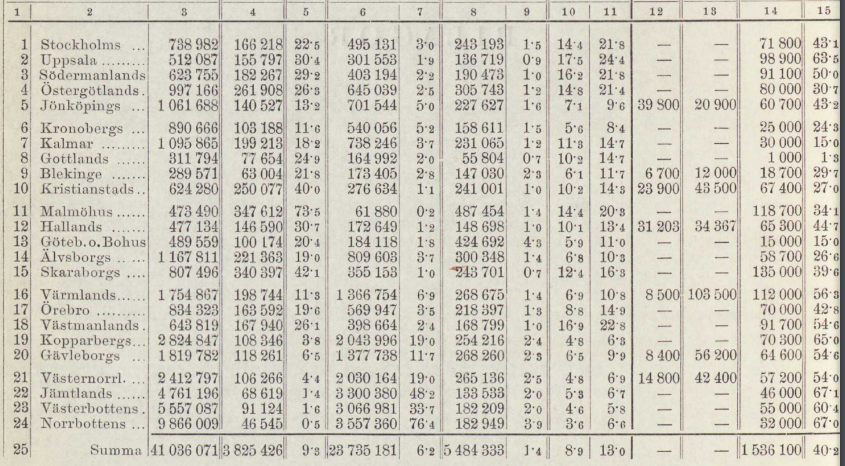 1 2 3 4 5 6 7 8 9 10 11 12 13 14 15
1 Stockholms ... 738 982 166 218 22·5 495 131 3·0 243 193 1·5 14·4 21·8 — — 71 800 43·1
2 Uppsala ......... 512 087 155 797 30·4 301 553 1·9 136 719 0·9 17·5 24·4 — — 98 900 63·5
3 Södermanlands 623 755 182 267 29·2 403 194 2·2 190 473 1·0 16·2 21·8 — — 91 100 50·0
4 Östergötlands. 997 166 261 908 26·3 645 039 2·5 305 743 1·2 14·8 21·4 — — 80 000 30·7
5 Jönköpings ... 1 061 688 140 527 13·2 701 544 5·0 227 627 1·6 7·1 9·6 39 800 20 900 60 700 43·2
6 Kronobergs ... 890 666 103 188 11·6 540 056 5·2 158 611 1·5 5·6 8·4 — — 25 000 24·3
7 Kalmar ......... 1 095 865 199 213 18·2 738 246 3·7 231 065 1·2 11·3 14·7 — — 30 000 15·0
8 Gottlands ...... 311 794 77 654 24·9 164 992 2·0 55 804 0·7 10·2 14·7 — — 1 000 1·3
9 Blekinge ...... 289 571 63 004 21·8 173 405 2·8 147 030 2·3 6·1 11·7 6 700 12 000 18 700 29·7
10 Kristianstads.. 624 280 250 077 40·0 276 634 1·1 241 001 1·0 10·2 14·3 23 900 43 500 67 400 27·0
11 Malmöhus ...... 473 490 347 612 73·5 61 880 0·2 487 454 1·4 14·4 20·8 — — 118 700 34·1
12 Hallands ...... 477 134 146 590 30·7 172 649 1·2 148 698 1·0 10·1 13·4 31 203 34 367 65 300 44·7
13 Göteb.o.Bohus 489 559 100 174 20·4 184 118 1·8 424 692 4·3 5·9 11·0 — — 15 000 15·0
14 Älvsborgs .. ... 1 167 811 221 363 19·0 809 603 3·7 300 348 1·4 6·8 10·3 — — 58 700 26·6
15 Skaraborgs .... 807 496 340 397 42·1 355 153 1·0 243 701 0·7 12·4 16·3 — — 135 000 39·6
16 Värmlands...... 1 754 867 198 744 11·3 1 366 754 6·9 268 675 1·4 6·9 10·8 8 500 103 500 112 000 56·3
17 Örebro .......... 834 323 163 592 19·6 569 947 3·5 218 397 1·3 8·8 14·9 — — 70 000 42·8
18 Västmanlands. 643 819 167 940 26·1 398 664 2·4 168 799 1·0 16·9 22·8 — — 91 700 54·6
19 Kopparbergs... 2 824 847 108 346 3·8 2 043 996 19·0 254 216 2·4 4·8 6·3 — — 70 300 65·0
20 Gävleborgs ... 1 819 782 118 261 6·5 1 377 738 11·7 268 260 2·3 6·5 9·9 8 400 56 200 64 600 54·6
21 Västernorrl. ... 2 412 797 106 266 4·4 2 030 164 19·0 265 136 2·5 4·8 6·9 14 800 42 400 57 200 54·0
22 Jämtlands ..... 4 761 196 68 619 1·4 3 300 380 48·2 133 533 2·0 5·3 6·7 — — 46 000 67·1
23 Västerbottens. 5 557 087 91 124 1·6 3 066 981 33·7 182 209 2·0 4·6 5·8 — — 55 000 60·4
24 Norrbottens ... 9 866 009 46 545 0·5 3 557 360 76·4 182 949 3·9 3·6 6·6 — — 32 000 67·0
25 Summa 41 036 071 3 825 426 9·3 23 735 181 6·2 5 484 333 1·4 8·9 13·0 — — 1 536 100 40·2